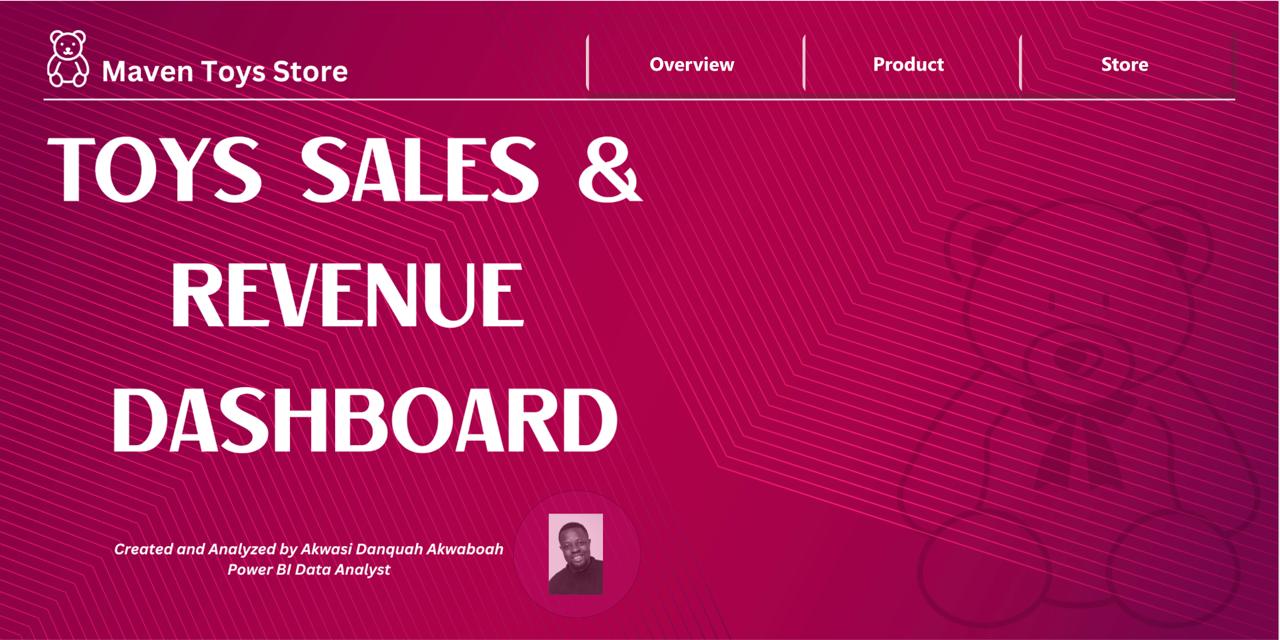 Maven Toys Store
Overview
Product
Store
TOYS SALES &
REVENUE
DASHBOARD
Created and Analyzed by Akwasi Danquah Akwaboah
Power BI Data Analyst